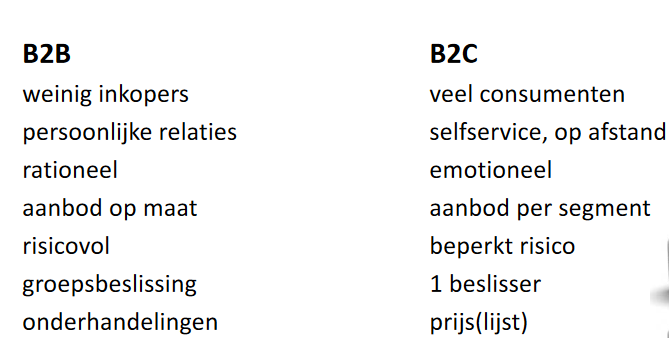 B2B
weinig inkopers
persoonlijke relaties
rationeel
aanbod op maat
risicovol
groepsbeslissing
onderhandelingen
B2C
veel consumenten
selfservice, op afstand
emotioneel
aanbod per segment
beperkt risico
1 beslisser
prijs(lijst)